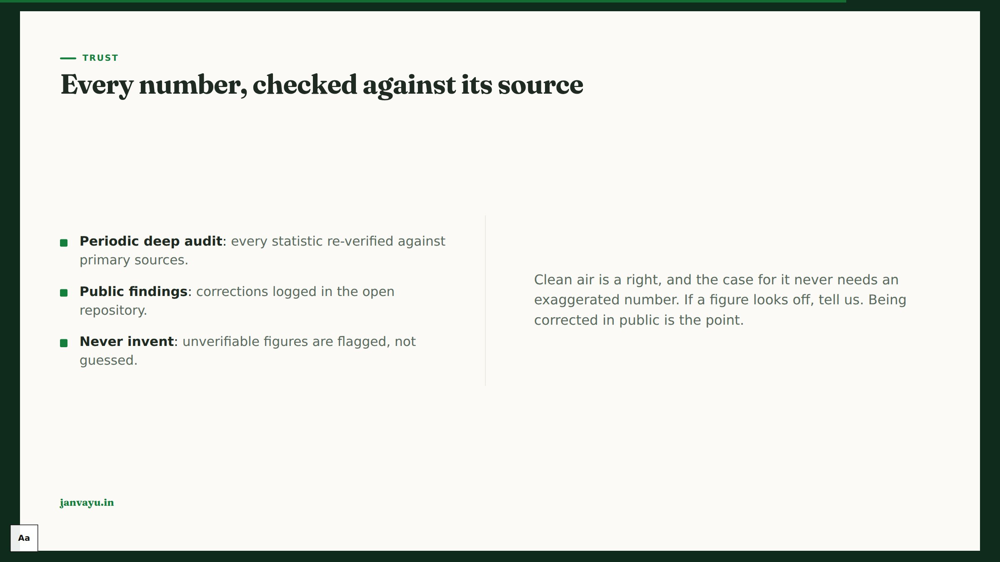 TRUST
Every number, checked against its source
Periodic deep audit: every statistic re-verified against
primary sources.
Public findings: corrections logged in the open
repository.
Never invent: unverifiable figures are flagged, not
guessed.
Clean air is a right, and the case for it never needs an
exaggerated number. If a figure looks off, tell us. Being
corrected in public is the point.
janvayu.in
Aa